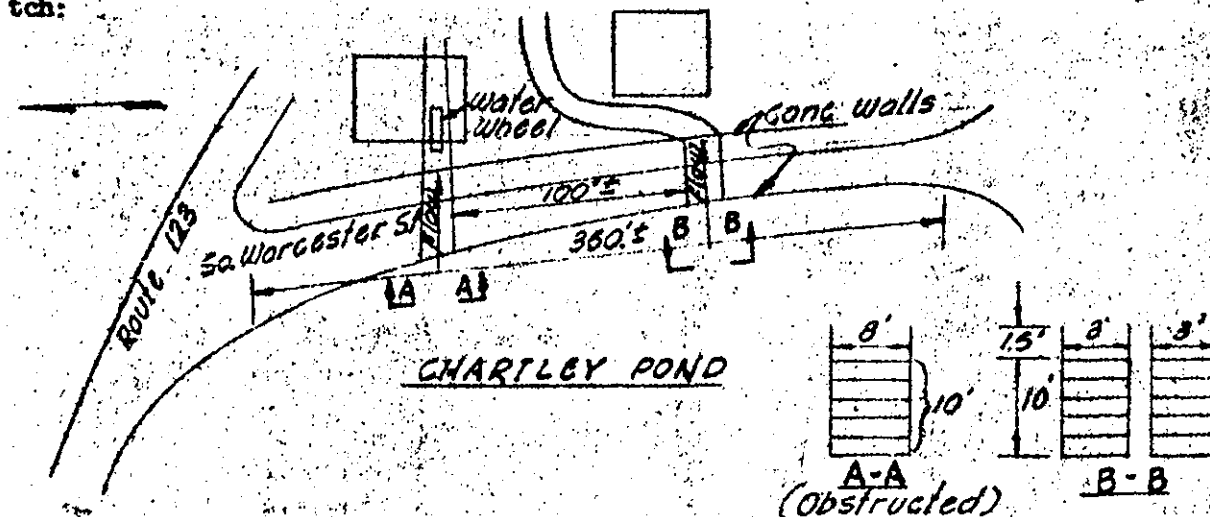 tch:
Water
Wheel
Conc walls
Flow
Flow
100'±
So. Worcester St
360'±
B B
A A
Route 123
CHARTLEY POND
8'
10'
A-A
(Obstructed)
1.5'
10'
8' 8'
B-B